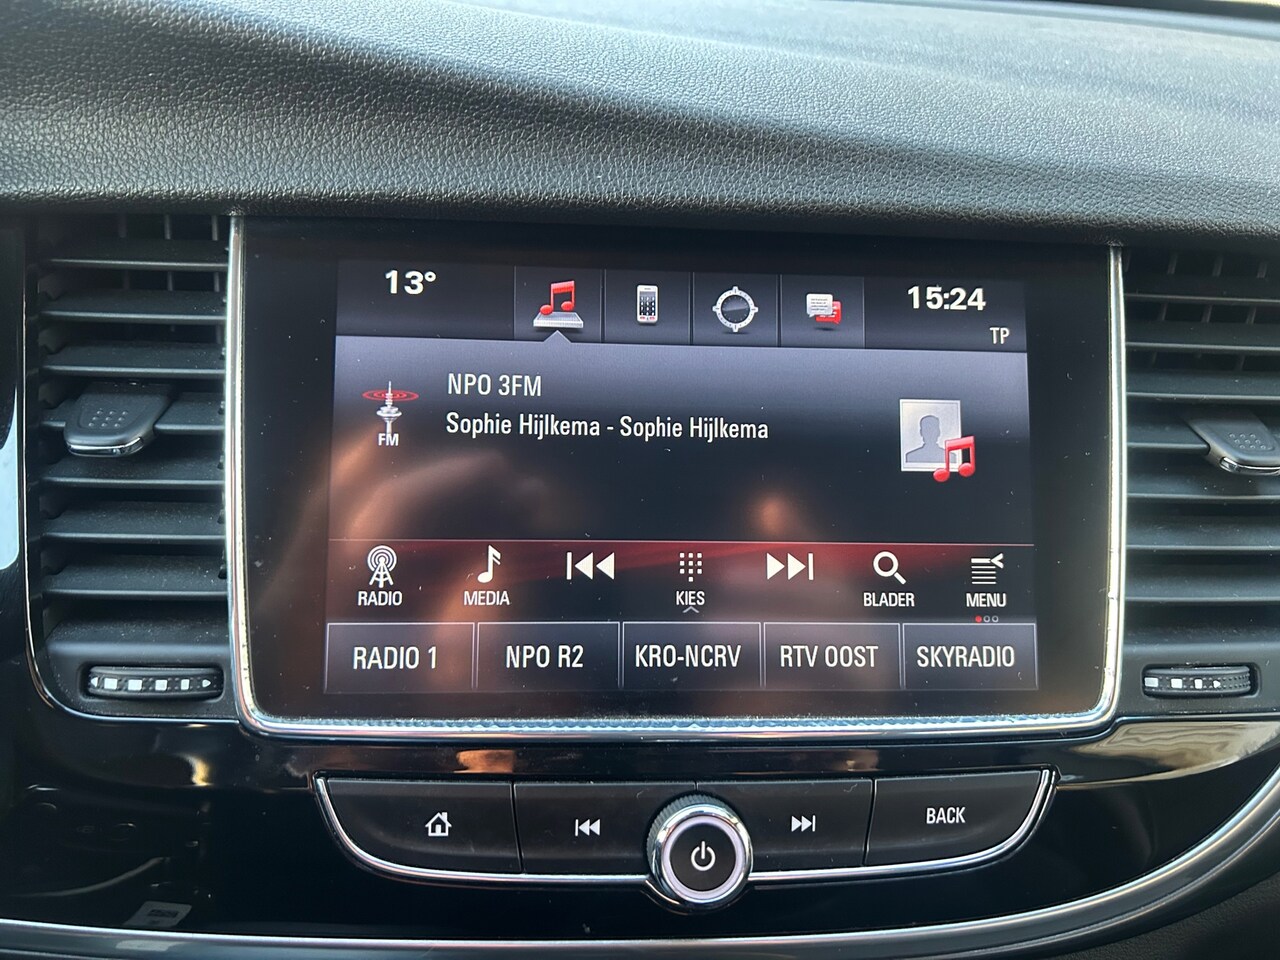 13°
15:24
TP
NPO 3FM
Sophie Hijlkema - Sophie Hijlkema
FM
RADIO
MEDIA
KIES
BLADER
MENU
RADIO 1
NPO R2
KRO-NCRV
RTV OOST
SKYRADIO
BACK